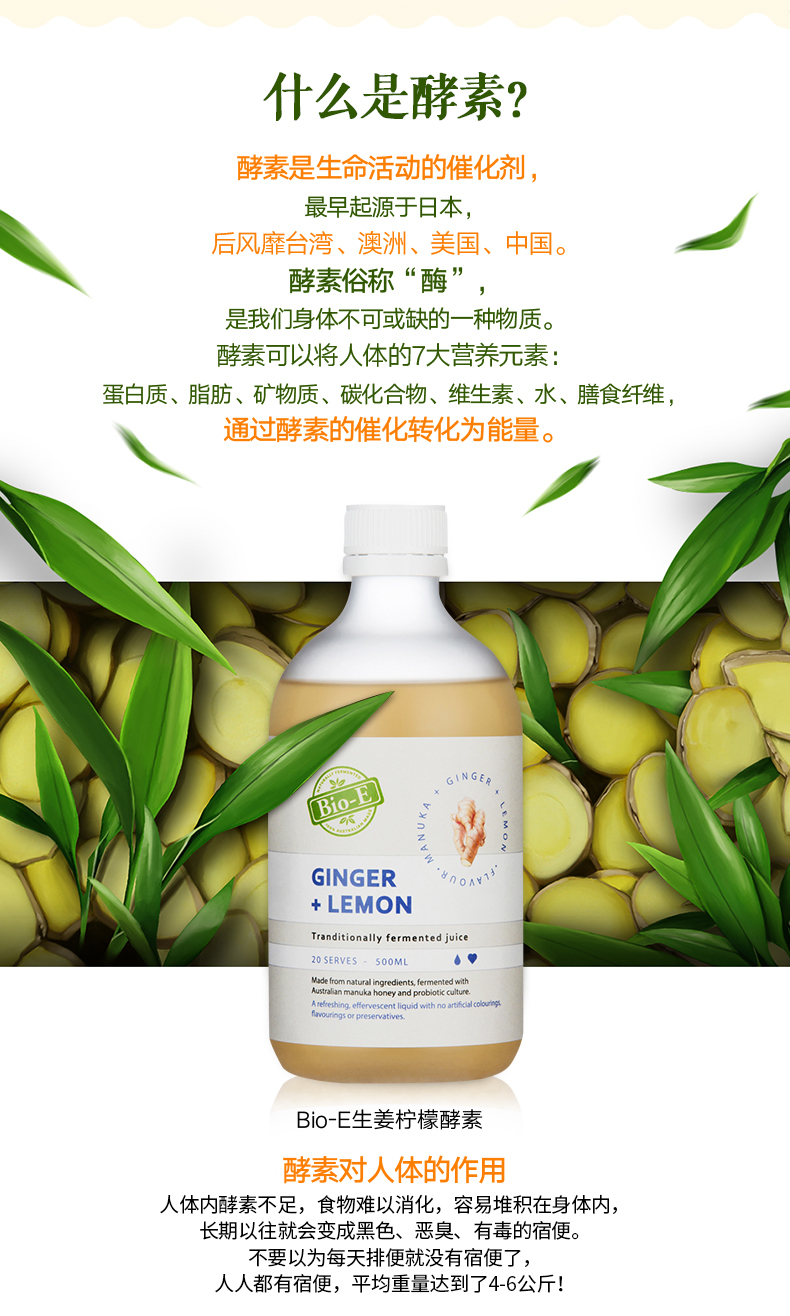 什么是酵素？
酵素是生命活动的催化剂，
最早起源于日本，
后风靡台湾、澳洲、美国、中国。
酵素俗称“酶”，
是我们身体不可或缺的一种物质。
酵素可以将人体的7大营养元素：
蛋白质、脂肪、矿物质、碳化合物、维生素、水、膳食纤维，
通过酵素的催化转化为能量。
NATURALLY FERMENTED
Bio-E
MANUKA + GINGER + LEMON · FLAVOUR ·
GINGER
+ LEMON
Tranditionally fermented juice
20 SERVES - 500ML
Made from natural ingredients, fermented with
Australian manuka honey and probiotic culture.
A refreshing, effervescent liquid with no artificial colourings,
flavourings or preservatives.
Bio-E生姜柠檬酵素
酵素对人体的作用
人体内酵素不足，食物难以消化，容易堆积在身体内，
长期以往就会变成黑色、恶臭、有毒的宿便。
不要以为每天排便就没有宿便了，
人人都有宿便，平均重量达到了4-6公斤！